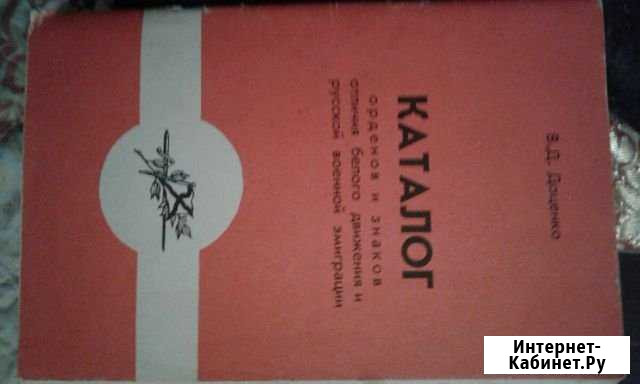 В.Д. Доценко
КАТАЛОГ
орденов и знаков
отличия белого движения и
русской военной эмиграции
Интернет-
Кабинет.Ру